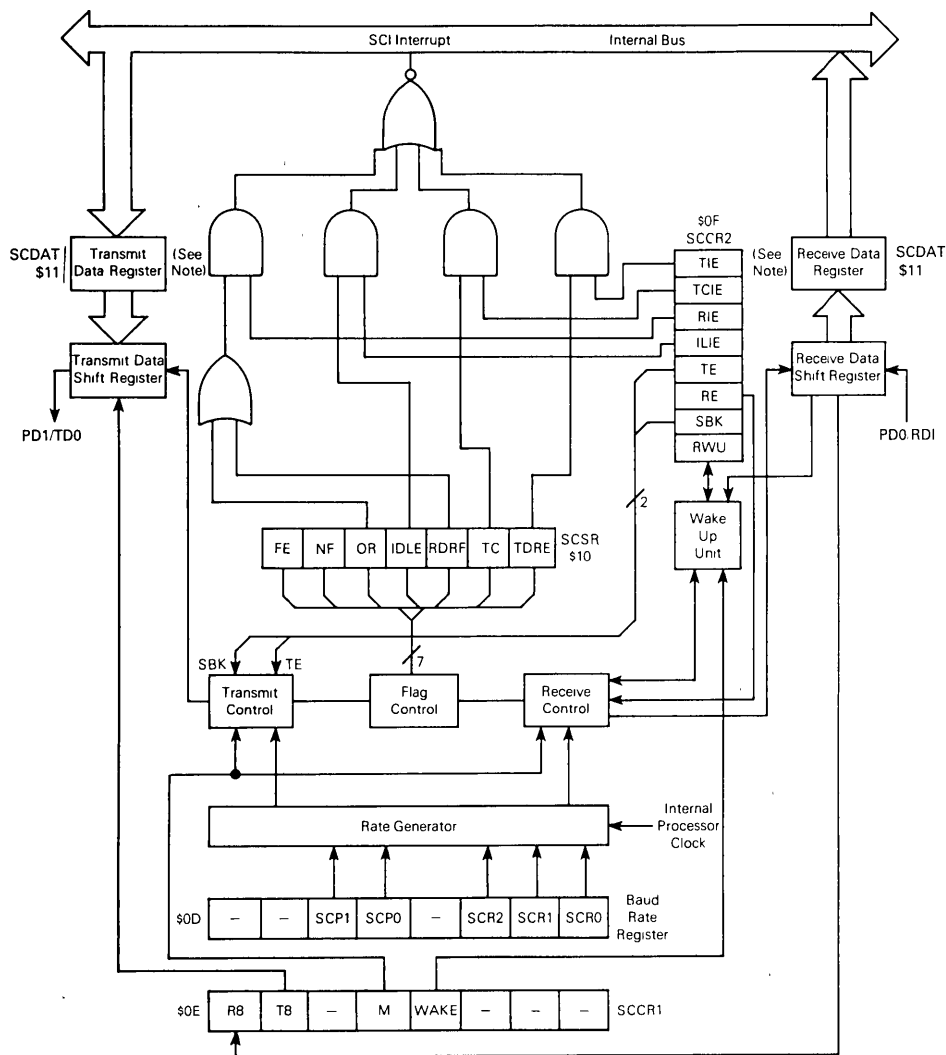 SCI Interrupt
Internal Bus
SCDAT
$11
Transmit
Data Register
(See
Note)
$0F
SCCR2
TIE
TCIE
RIE
ILIE
TE
RE
SBK
RWU
(See
Note)
Receive Data
Register
SCDAT
$11
Transmit Data
Shift Register
Receive Data
Shift Register
PD1/TD0
PD0/RDI
2
Wake
Up
Unit
FE NF OR IDLE RDRF TC TDRE
SCSR
$10
7
SBK TE
Transmit
Control
Flag
Control
Receive
Control
Rate Generator
Internal
Processor
Clock
$0D – – SCP1 SCP0 – SCR2 SCR1 SCR0
Baud
Rate
Register
$0E R8 T8 – M WAKE – – – SCCR1